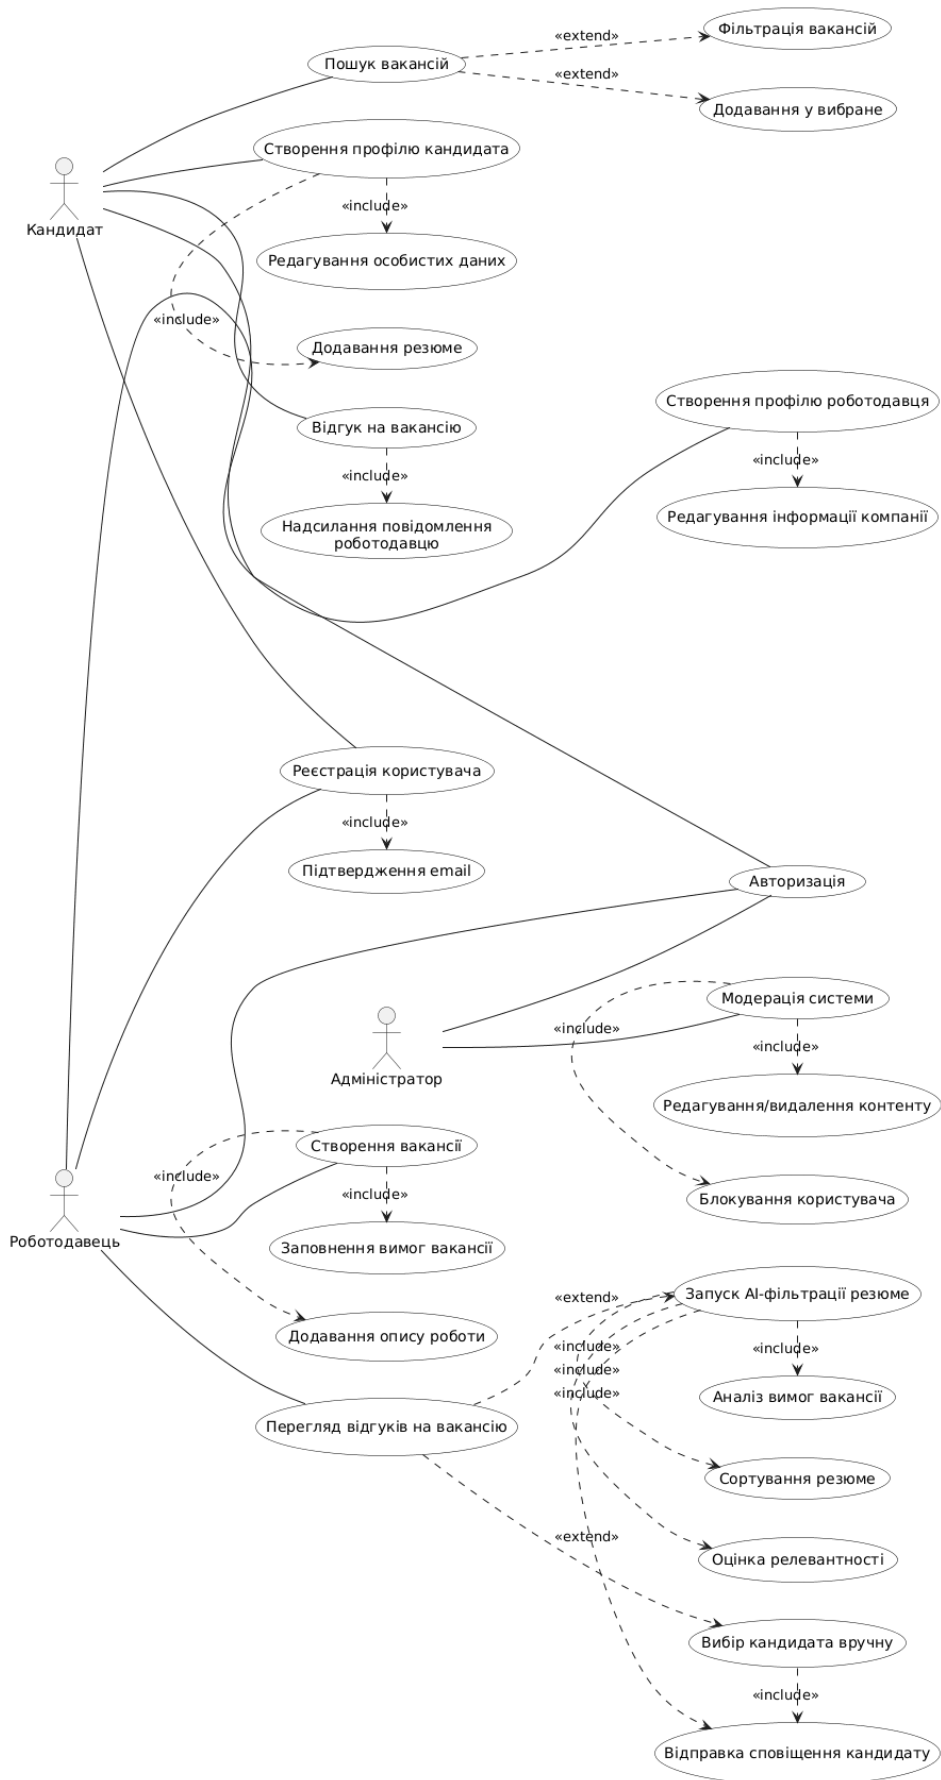 Фільтрація вакансій
«extend»
Пошук вакансій
«extend»
Додавання у вибране
Створення профілю кандидата
«include»
Кандидат
Редагування особистих даних
«include»
Додавання резюме
Створення профілю роботодавця
Відгук на вакансію
«include»
«include»
Редагування інформації компанії
Надсилання повідомлення
роботодавцю
Реєстрація користувача
«include»
Підтвердження email
Авторизація
Модерація системи
«include»
«include»
Адміністратор
Редагування/видалення контенту
Створення вакансії
«include»
«include»
Блокування користувача
Роботодавець
Заповнення вимог вакансії
Запуск AI-фільтрації резюме
«extend»
Додавання опису роботи
«include»
«include»
«include»
«include»
Аналіз вимог вакансії
Перегляд відгуків на вакансію
Сортування резюме
«extend»
Оцінка релевантності
Вибір кандидата вручну
«include»
Відправка сповіщення кандидату